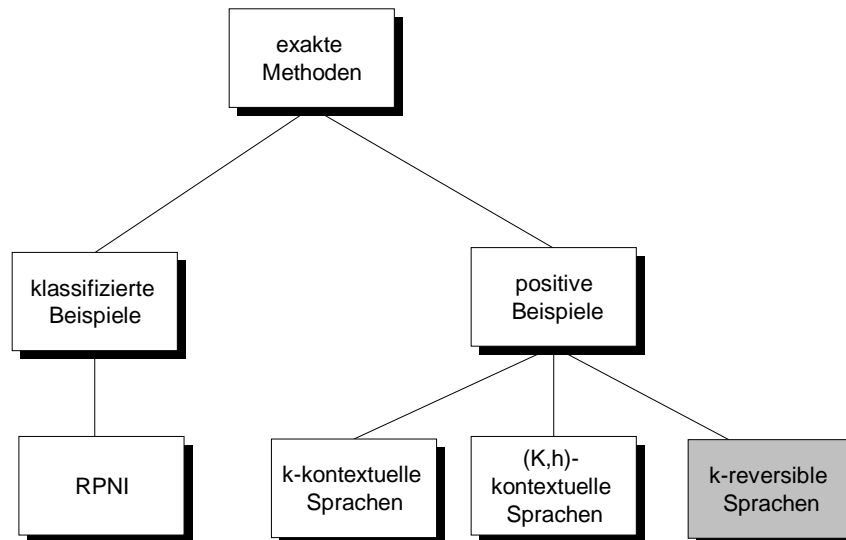 exakte
Methoden
klassifizierte
Beispiele
positive
Beispiele
RPNI
k-kontextuelle
Sprachen
(K,h)-
kontextuelle
Sprachen
k-reversible
Sprachen